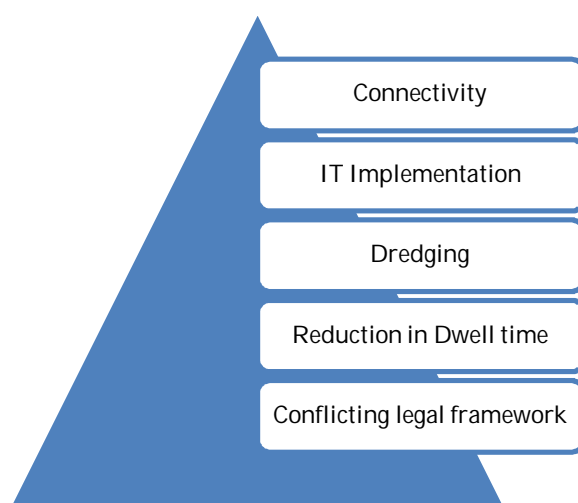 Connectivity
IT Implementation
Dredging
Reduction in Dwell time
Conflicting legal framework